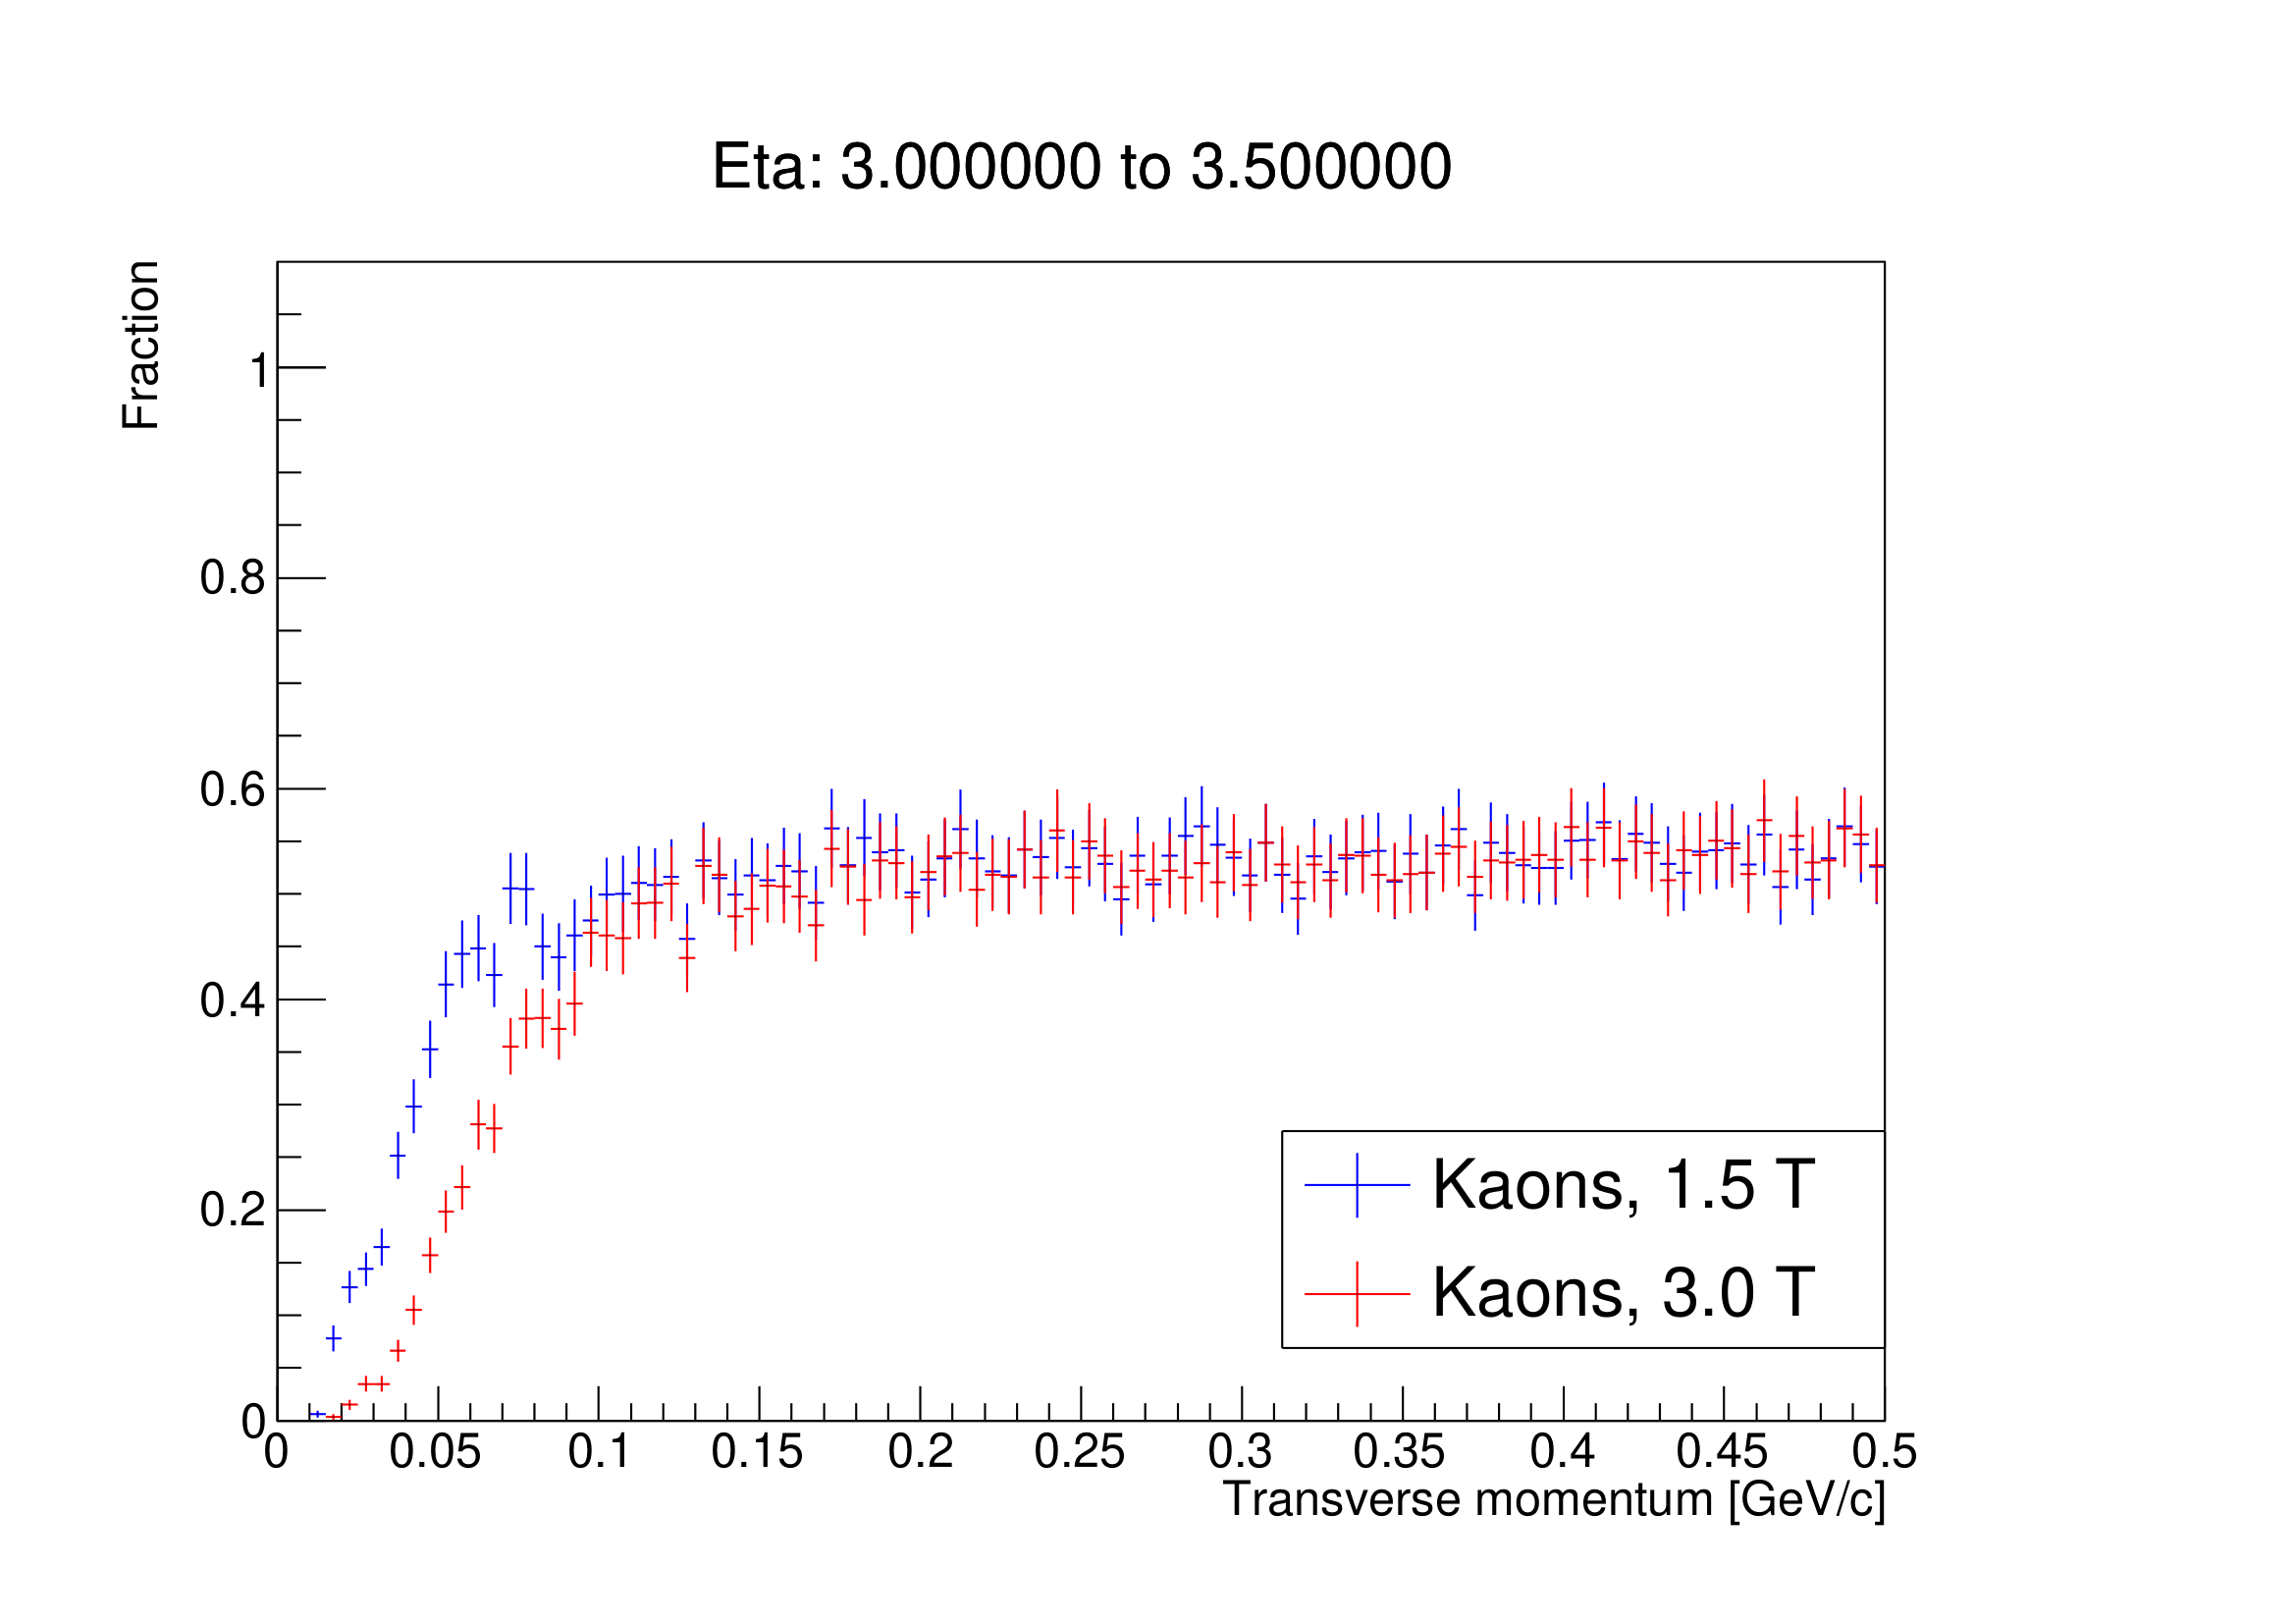 Eta: 3.000000 to 3.500000
Fraction
1
0.8
0.6
0.4
0.2
0
Kaons, 1.5 T
Kaons, 3.0 T
0 0.05 0.1 0.15 0.2 0.25 0.3 0.35 0.4 0.45 0.5
Transverse momentum [GeV/c]